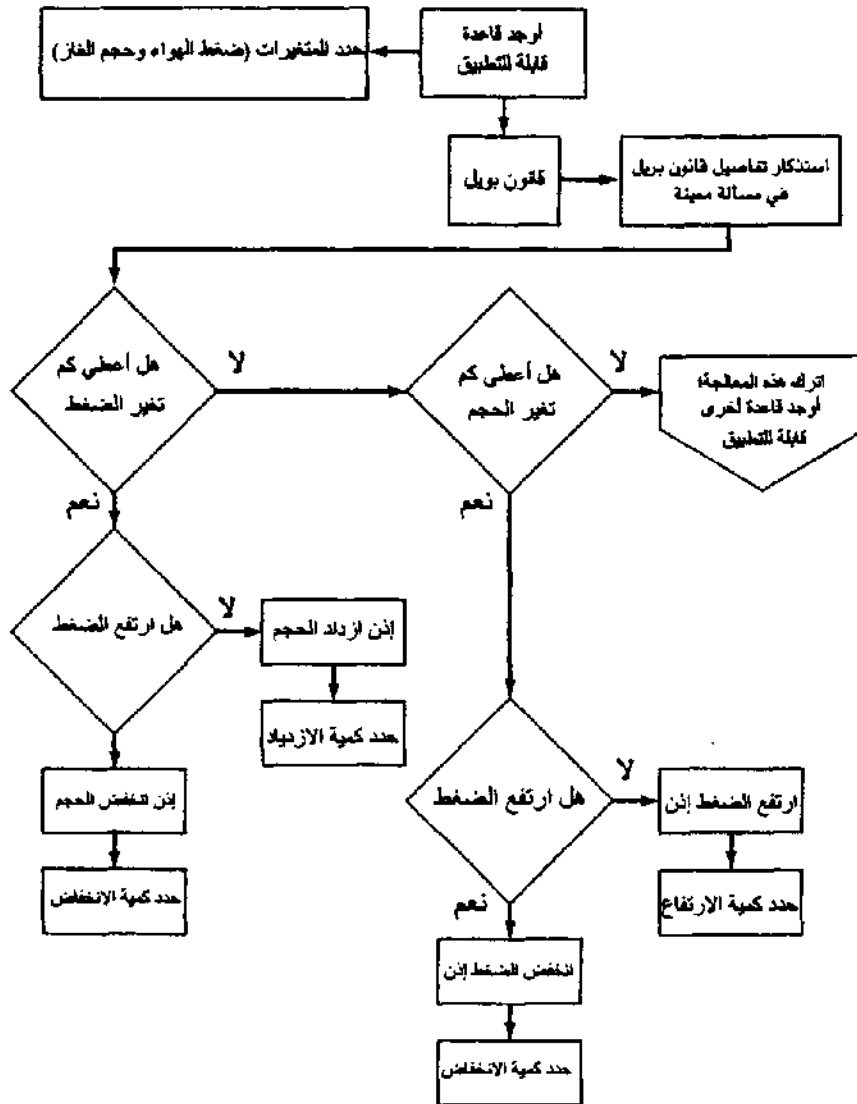 أوجد قاعدة
قابلة للتطبيق
حدد المتغيرات (ضغط الهواء وحجم الغاز)
قانون بويل
استذكار تفاصيل قانون بريل
في مسألة معينة
هل أعطي كم
تغير الضغط
لا
هل أعطي كم
تغير الحجم
لا
اترك هذه المعالجة؛
أوجد قاعدة أخرى
قابلة للتطبيق
نعم
نعم
هل ارتفع الضغط
لا
إذن ازداد الحجم
حدد كمية الازدياد
إذن انخفض الحجم
حدد كمية الانخفاض
هل ارتفع الضغط
لا
ارتفع الضغط إذن
حدد كمية الارتفاع
نعم
انخفض الضغط إذن
حدد كمية الانخفاض